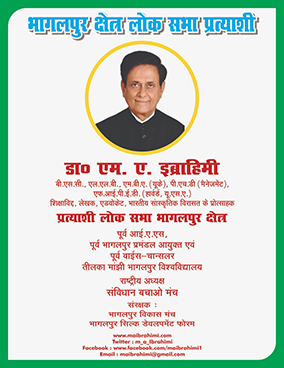 भागलपुर क्षेत्र लोक सभा प्रत्याशी
डा० एम. ए. इब्राहिमी
बी.एस.सी., एल.एल.बी., एम.बी.ए. (यूके), पी.एच.डी (मैनेजमेंट),
एफ.आई.पी.ई.डी. (हार्वर्ड, यू.एस.ए.)
शिक्षाविद, लेखक, एडवोकेट, भारतीय सांस्कृतिक विरासत के प्रोत्साहक
प्रत्याशी लोक सभा भागलपुर क्षेत्र
पूर्व आई.ए.एस.
पूर्व भागलपुर प्रमंडल आयुक्त एवं
पूर्व वाईस-चान्सलर
तीलका माझी भागलपुर विश्वविद्यालय
राष्ट्रीय अध्यक्ष
संविधान बचाओ मंच
संरक्षक :
भागलपुर विकास मंच
भागलपुर सिल्क डेवलपमेंट फोरम
www.maibrahimi.com
Twitter : m_a_Ibrahimi
Facebook : www.facebook.com/maibrahimi1
Email : maibrahimi@gmail.com